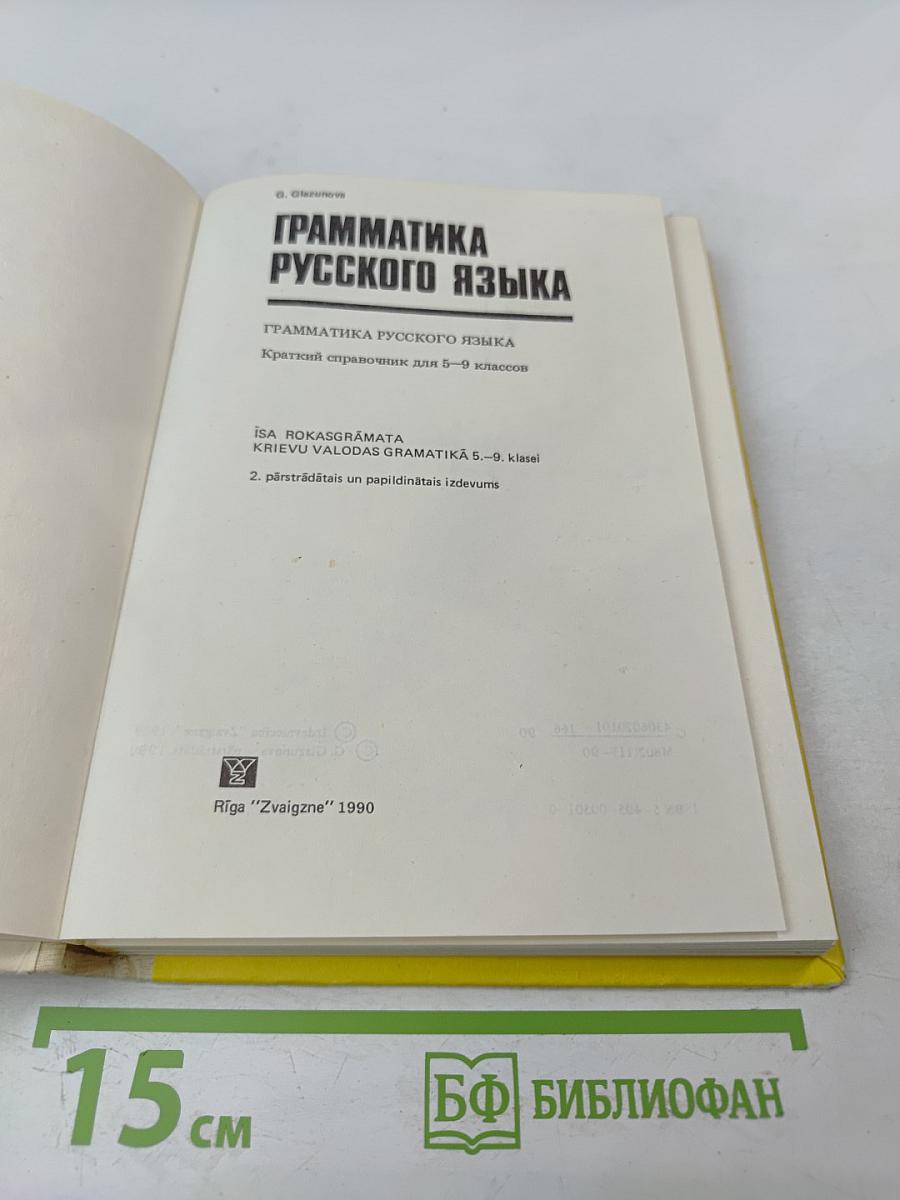 G. Glazunova
ГРАММАТИКА
РУССКОГО ЯЗЫКА
ГРАММАТИКА РУССКОГО ЯЗЫКА
Краткий справочник для 5—9 классов
ĪSA ROKASGRĀMATA
KRIEVU VALODAS GRAMATIKĀ 5.—9. klasei
2. pārstrādātais un papildinātais izdevums
Rīga "Zvaigzne" 1990
15 см
БФ БИБЛИОФАН